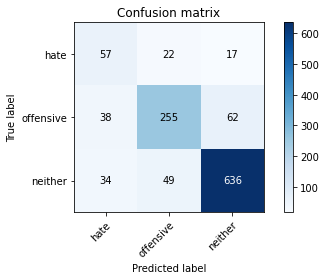 Confusion matrix
hate 57 22 17
offensive 38 255 62
neither 34 49 636
hate offensive neither
True label
Predicted label
600
500
400
300
200
100